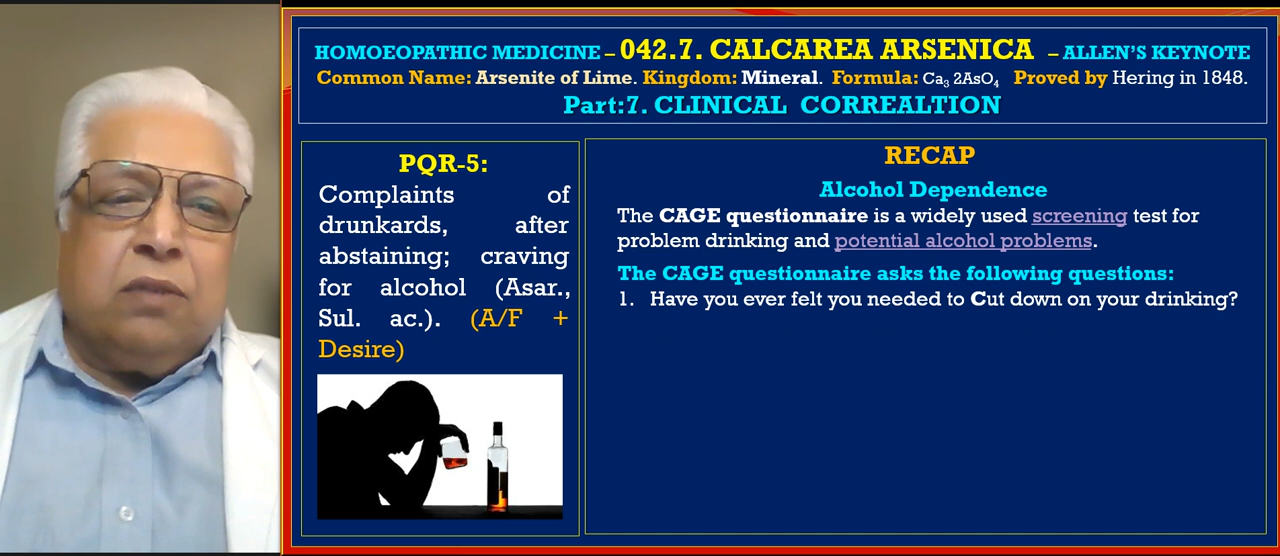 HOMOEOPATHIC MEDICINE – 042.7. CALCAREA ARSENICA – ALLEN'S KEYNOTE
Common Name: Arsenite of Lime. Kingdom: Mineral. Formula: Ca3 2AsO4 Proved by Hering in 1848.
Part:7. CLINICAL CORREALTION
PQR-5:
Complaints of
drunkards, after
abstaining; craving
for alcohol (Asar.,
Sul. ac.). (A/F +
Desire)
RECAP
Alcohol Dependence
The CAGE questionnaire is a widely used screening test for
problem drinking and potential alcohol problems.
The CAGE questionnaire asks the following questions:
1. Have you ever felt you needed to Cut down on your drinking?